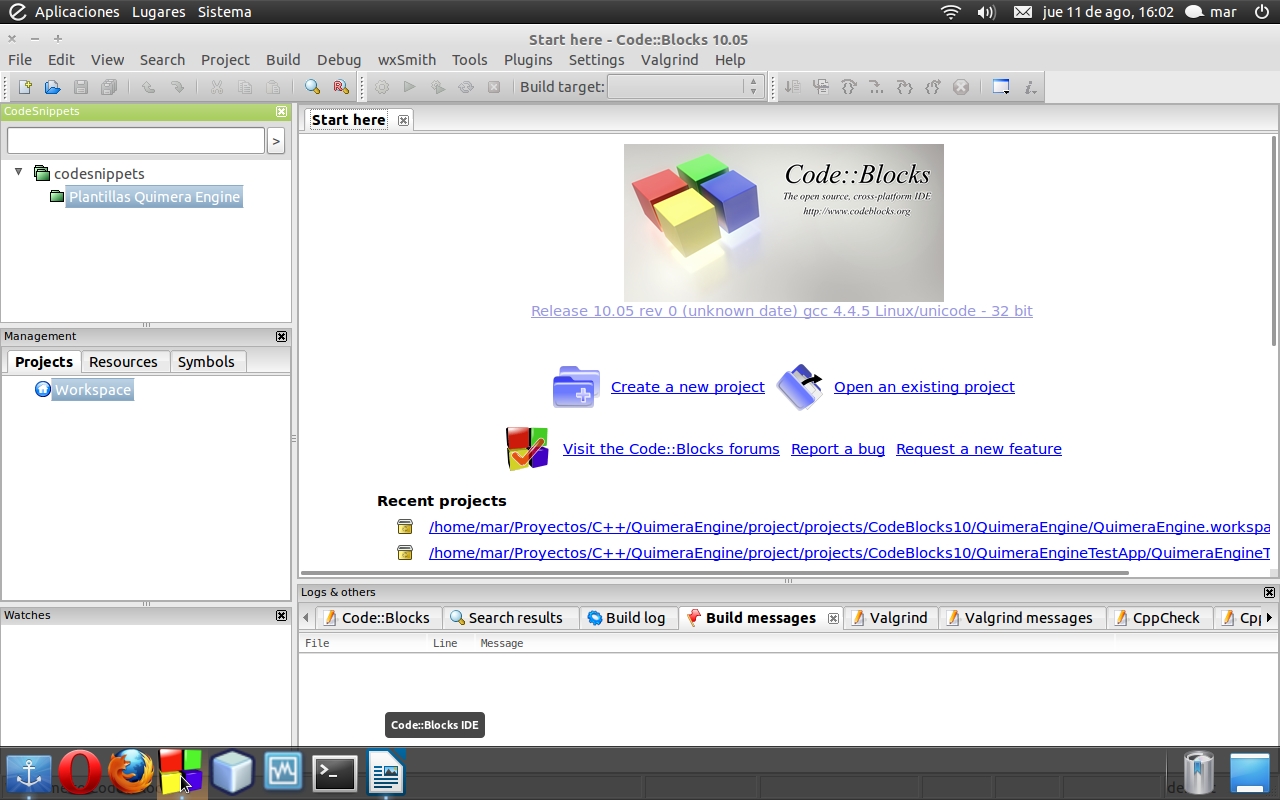 Aplicaciones Lugares Sistema jue 11 de ago, 16:02 mar
Start here - Code::Blocks 10.05
File Edit View Search Project Build Debug wxSmith Tools Plugins Settings Valgrind Help
Build target:
CodeSnippets
>
codesnippets
Plantillas Quimera Engine
Management
Projects Resources Symbols
Workspace
Watches
Start here
Code::Blocks
The open source, cross-platform IDE
http://www.codeblocks.org
Release 10.05 rev 0 (unknown date) gcc 4.4.5 Linux/unicode - 32 bit
Create a new project Open an existing project
Visit the Code::Blocks forums Report a bug Request a new feature
Recent projects
/home/mar/Proyectos/C++/QuimeraEngine/project/projects/CodeBlocks10/QuimeraEngine/QuimeraEngine.workspa
/home/mar/Proyectos/C++/QuimeraEngine/project/projects/CodeBlocks10/QuimeraEngineTestApp/QuimeraEngineT
Logs & others
Code::Blocks Search results Build log Build messages Valgrind Valgrind messages CppCheck Cpp
File Line Message
Code::Blocks IDE